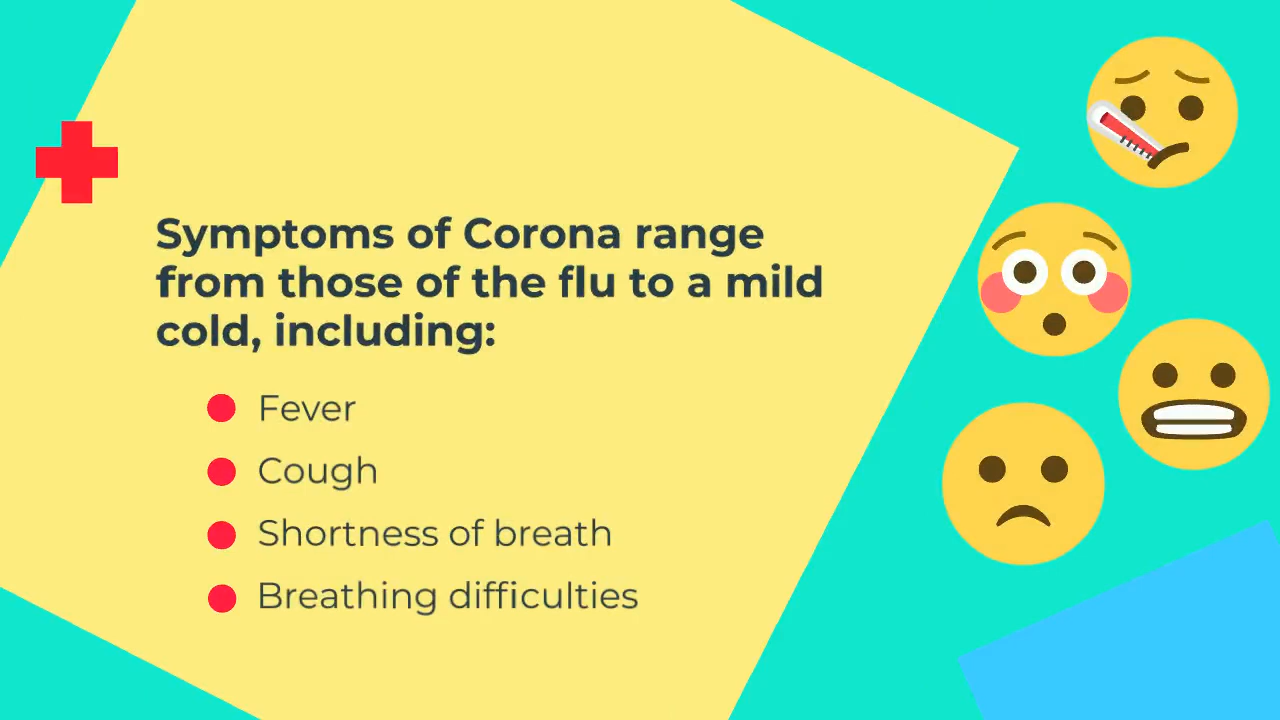 Symptoms of Corona range
from those of the flu to a mild
cold, including:
Fever
Cough
Shortness of breath
Breathing difficulties